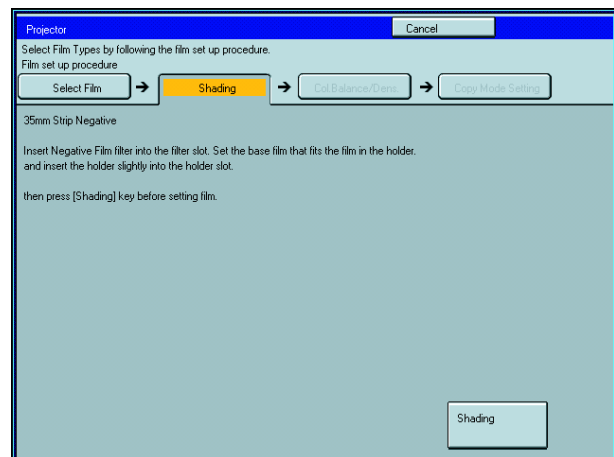 Projector Cancel
Select Film Types by following the film set up procedure.
Film set up procedure
Select Film → Shading → Col.Balance/Dens. → Copy Mode Setting
35mm Strip Negative
Insert Negative Film filter into the filter slot. Set the base film that fits the film in the holder.
and insert the holder slightly into the holder slot.
then press [Shading] key before setting film.
Shading